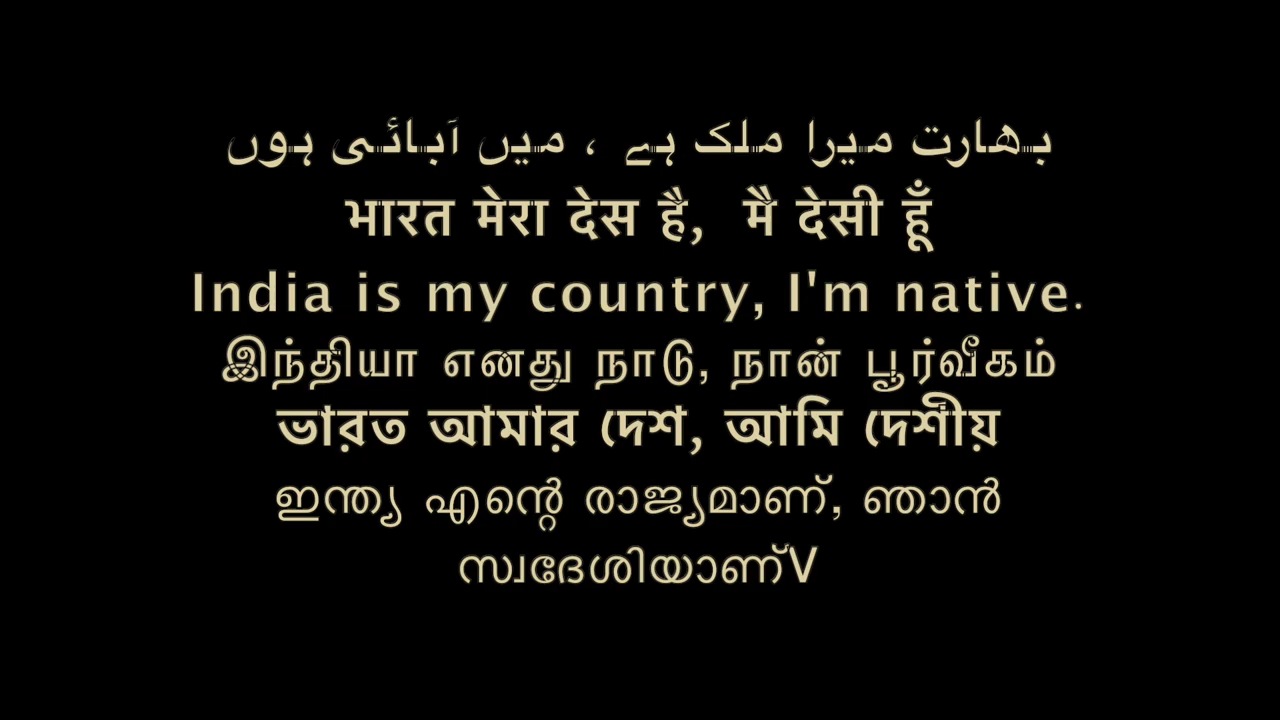 بھارت میرا ملک ہے ، میں آبائی ہوں
भारत मेरा देस है, मै देसी हूँ
India is my country, I'm native.
இந்தியா எனது நாடு, நான் பூர்வீகம்
ভারত আমার দেশ, আমি দেশীয়
ഇന്ത്യ എന്റെ രാജ്യമാണ്, ഞാൻ
സ്വദേശിയാണ്V